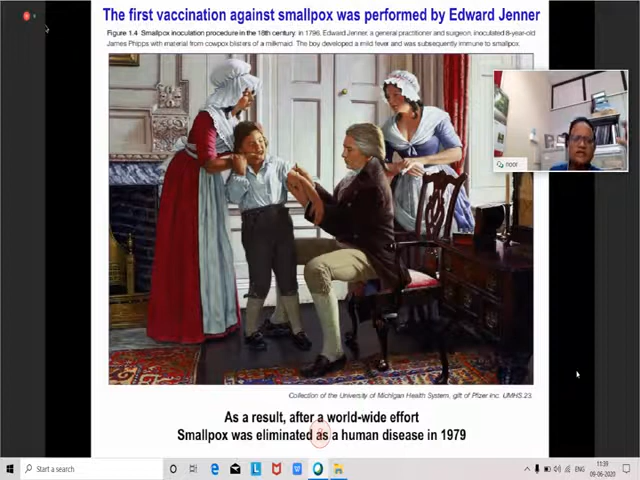 The first vaccination against smallpox was performed by Edward Jenner
Figure 1.4 Smallpox inoculation procedure in the 18th century. in 1796, Edward Jenner, a general practitioner and surgeon, inoculated 8-year-old
James Phipps with material from cowpox blisters of a milkmaid. The boy developed a mild fever and was subsequently immune to smallpox.
noor
Collection of the University of Michigan Health System, gift of Pfizer Inc. UMHS.23.
As a result, after a world-wide effort
Smallpox was eliminated as a human disease in 1979
Start a search
ENG
11:39
09-06-2020